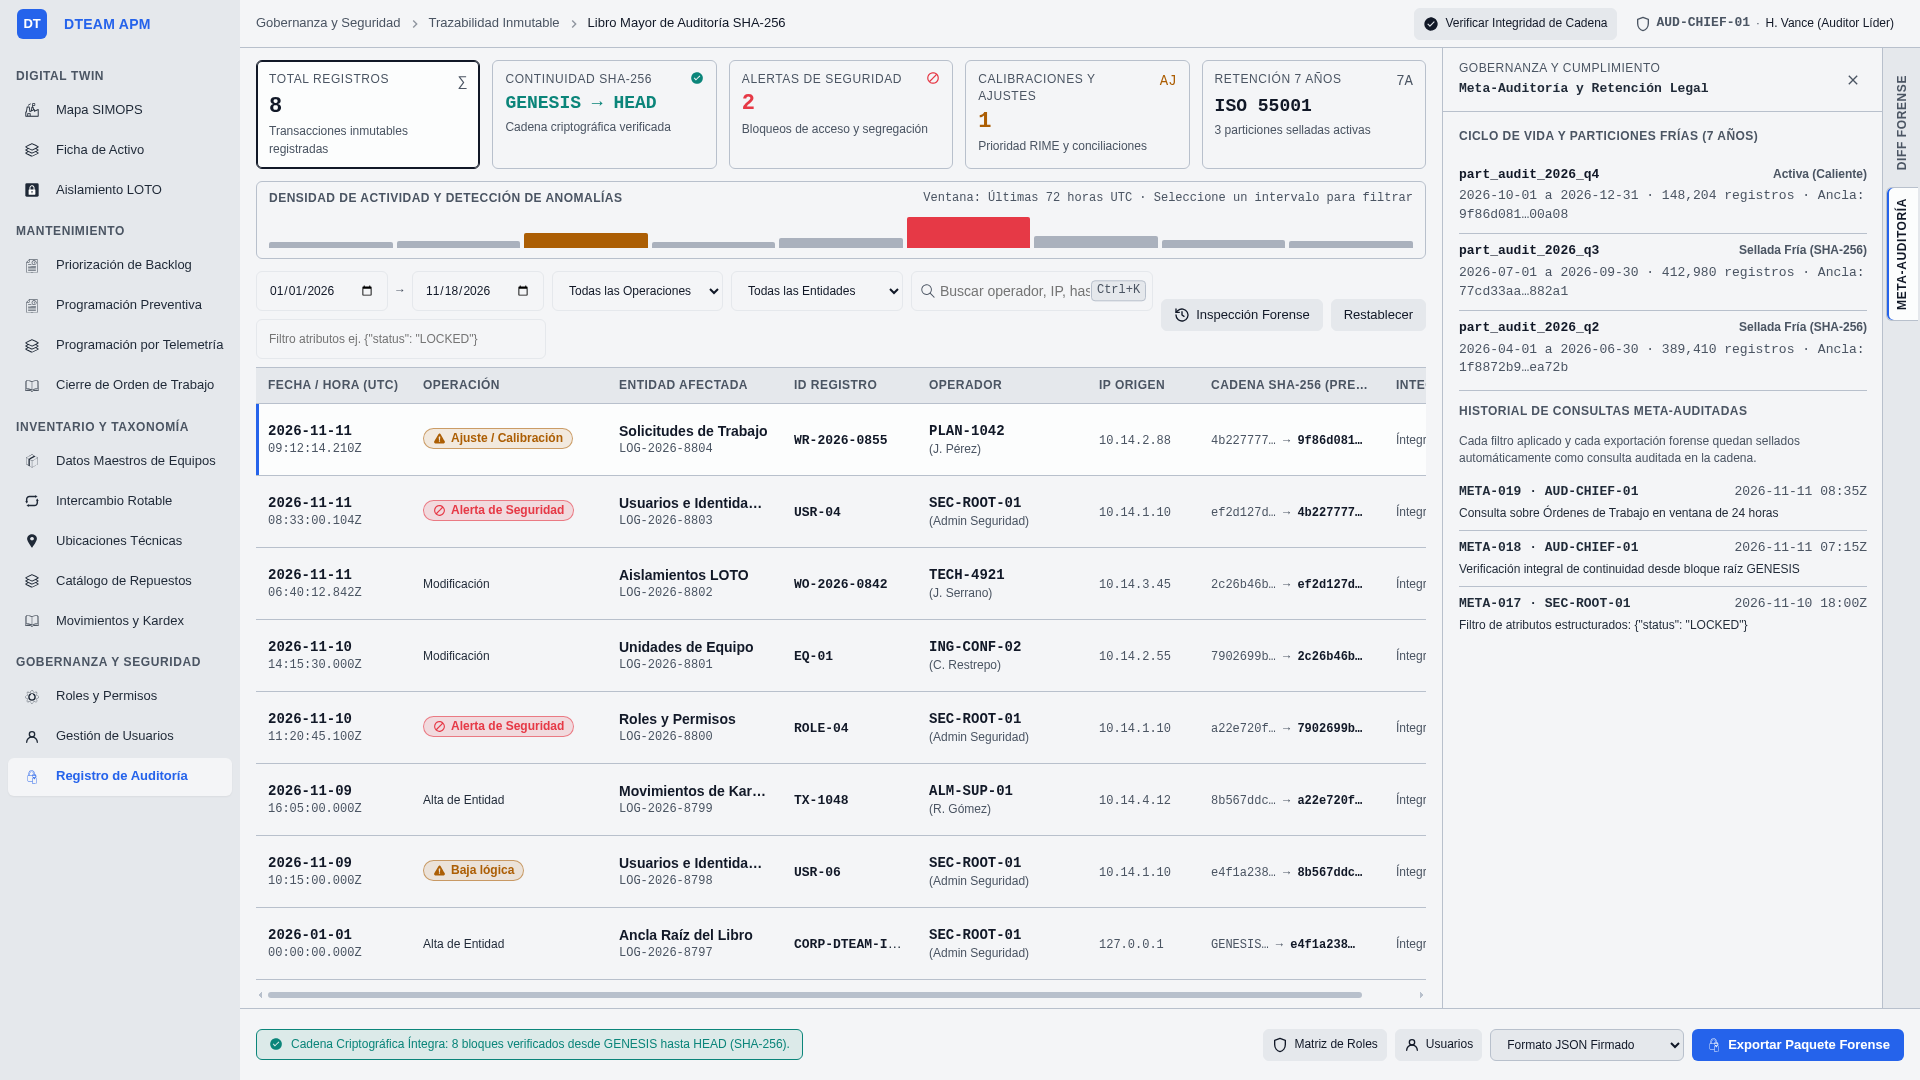 DT
DTEAM APM
DIGITAL TWIN
Mapa SIMOPS
Ficha de Activo
Aislamiento LOTO
MANTENIMIENTO
Priorización de Backlog
Programación Preventiva
Programación por Telemetría
Cierre de Orden de Trabajo
INVENTARIO Y TAXONOMÍA
Datos Maestros de Equipos
Intercambio Rotable
Ubicaciones Técnicas
Catálogo de Repuestos
Movimientos y Kardex
GOBERNANZA Y SEGURIDAD
Roles y Permisos
Gestión de Usuarios
Registro de Auditoría
Gobernanza y Seguridad > Trazabilidad Inmutable > Libro Mayor de Auditoría SHA-256
Verificar Integridad de Cadena
AUD-CHIEF-01 · H. Vance (Auditor Líder)
TOTAL REGISTROS ∑
8
Transacciones inmutables
registradas
CONTINUIDAD SHA-256
GENESIS → HEAD
Cadena criptográfica verificada
ALERTAS DE SEGURIDAD
2
Bloqueos de acceso y segregación
CALIBRACIONES Y
AJUSTES
AJ
1
Prioridad RIME y conciliaciones
RETENCIÓN 7 AÑOS 7A
ISO 55001
3 particiones selladas activas
DENSIDAD DE ACTIVIDAD Y DETECCIÓN DE ANOMALÍAS
Ventana: Últimas 72 horas UTC · Seleccione un intervalo para filtrar
01/01/2026 → 11/18/2026
Todas las Operaciones
Todas las Entidades
Buscar operador, IP, has
Ctrl+K
Inspección Forense
Restablecer
Filtro atributos ej. {"status": "LOCKED"}
FECHA / HORA (UTC) OPERACIÓN ENTIDAD AFECTADA ID REGISTRO OPERADOR IP ORIGEN CADENA SHA-256 (PRE... INTE
2026-11-11 Ajuste / Calibración Solicitudes de Trabajo WR-2026-0855 PLAN-1042 10.14.2.88 4b227777… → 9f86d081… Íntegr
09:12:14.210Z LOG-2026-8804 (J. Pérez)
2026-11-11 Alerta de Seguridad Usuarios e Identida... USR-04 SEC-ROOT-01 10.14.1.10 ef2d127d… → 4b227777… Íntegr
08:33:00.104Z LOG-2026-8803 (Admin Seguridad)
2026-11-11 Modificación Aislamientos LOTO WO-2026-0842 TECH-4921 10.14.3.45 2c26b46b… → ef2d127d… Íntegr
06:40:12.842Z LOG-2026-8802 (J. Serrano)
2026-11-10 Modificación Unidades de Equipo EQ-01 ING-CONF-02 10.14.2.55 7902699b… → 2c26b46b… Íntegr
14:15:30.000Z LOG-2026-8801 (C. Restrepo)
2026-11-10 Alerta de Seguridad Roles y Permisos ROLE-04 SEC-ROOT-01 10.14.1.10 a22e720f… → 7902699b… Íntegr
11:20:45.100Z LOG-2026-8800 (Admin Seguridad)
2026-11-09 Alta de Entidad Movimientos de Kar... TX-1048 ALM-SUP-01 10.14.4.12 8b567ddc… → a22e720f… Íntegr
16:05:00.000Z LOG-2026-8799 (R. Gómez)
2026-11-09 Baja lógica Usuarios e Identida... USR-06 SEC-ROOT-01 10.14.1.10 e4f1a238… → 8b567ddc… Íntegr
10:15:00.000Z LOG-2026-8798 (Admin Seguridad)
2026-01-01 Alta de Entidad Ancla Raíz del Libro CORP-DTEAM-I... SEC-ROOT-01 127.0.0.1 GENESIS… → e4f1a238… Íntegr
00:00:00.000Z LOG-2026-8797 (Admin Seguridad)
GOBERNANZA Y CUMPLIMIENTO
Meta-Auditoría y Retención Legal
CICLO DE VIDA Y PARTICIONES FRÍAS (7 AÑOS)
part_audit_2026_q4 Activa (Caliente)
2026-10-01 a 2026-12-31 · 148,204 registros · Ancla:
9f86d081…00a08
part_audit_2026_q3 Sellada Fría (SHA-256)
2026-07-01 a 2026-09-30 · 412,980 registros · Ancla:
77cd33aa…882a1
part_audit_2026_q2 Sellada Fría (SHA-256)
2026-04-01 a 2026-06-30 · 389,410 registros · Ancla:
1f8872b9…ea72b
HISTORIAL DE CONSULTAS META-AUDITADAS
Cada filtro aplicado y cada exportación forense quedan sellados
automáticamente como consulta auditada en la cadena.
META-019 · AUD-CHIEF-01 2026-11-11 08:35Z
Consulta sobre Órdenes de Trabajo en ventana de 24 horas
META-018 · AUD-CHIEF-01 2026-11-11 07:15Z
Verificación integral de continuidad desde bloque raíz GENESIS
META-017 · SEC-ROOT-01 2026-11-10 18:00Z
Filtro de atributos estructurados: {"status": "LOCKED"}
DIFF FORENSE
META-AUDITORÍA
Cadena Criptográfica Íntegra: 8 bloques verificados desde GENESIS hasta HEAD (SHA-256).
Matriz de Roles
Usuarios
Formato JSON Firmado
Exportar Paquete Forense